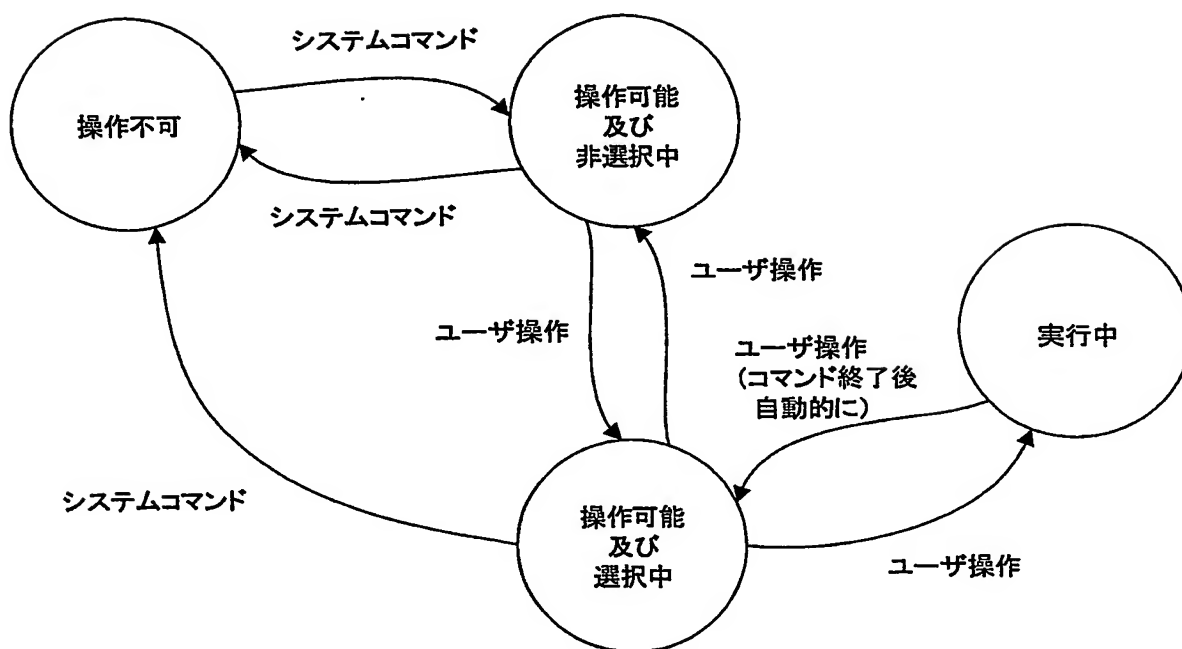 システムコマンド
操作不可
操作可能
及び
非選択中
システムコマンド
ユーザ操作
ユーザ操作
実行中
ユーザ操作
(コマンド終了後
自動的に)
システムコマンド
操作可能
及び
選択中
ユーザ操作